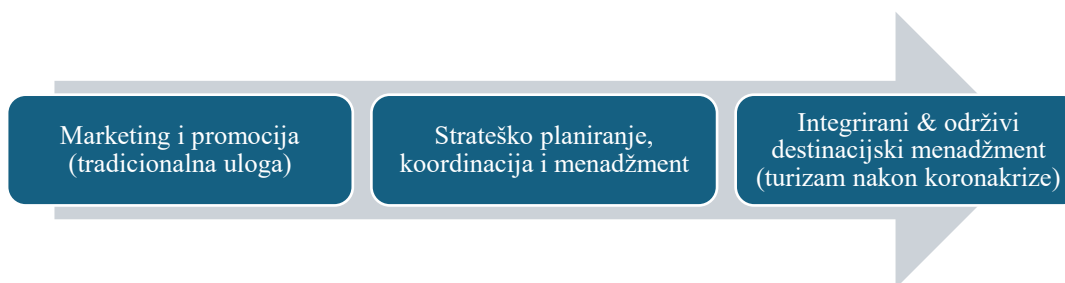 Marketing i promocija
(tradicionalna uloga)
Strateško planiranje,
koordinacija i menadžment
Integrirani & održivi
destinacijski menadžment
(turizam nakon koronakrize)